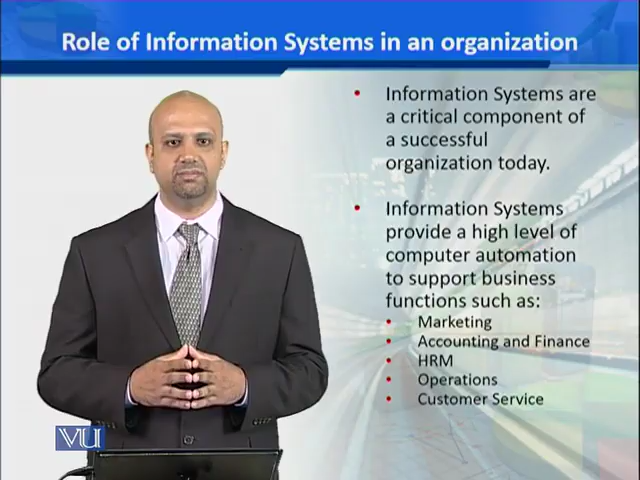 Role of Information Systems in an organization
• Information Systems are
a critical component of
a successful
organization today.
• Information Systems
provide a high level of
computer automation
to support business
functions such as:
• Marketing
• Accounting and Finance
• HRM
• Operations
• Customer Service
VU